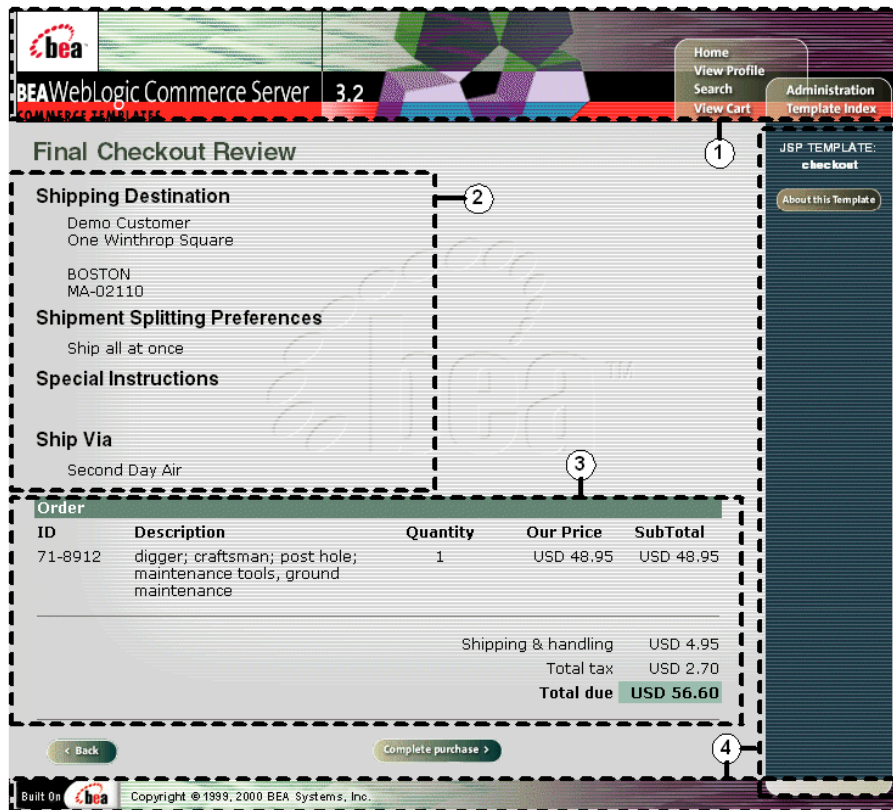 bea
BEAWebLogic Commerce Server 3.2
COMMERCE TEMPLATES
Home
View Profile
Search
View Cart
Administration
Template Index
1
Final Checkout Review
JSP TEMPLATE:
checkout
About this Template
2
Shipping Destination
Demo Customer
One Winthrop Square
BOSTON
MA-02110
Shipment Splitting Preferences
Ship all at once
Special Instructions
bea™
Ship Via
Second Day Air
3
Order
ID Description Quantity Our Price SubTotal
71-8912 digger; craftsman; post hole; 1 USD 48.95 USD 48.95
maintenance tools, ground
maintenance
Shipping & handling USD 4.95
Total tax USD 2.70
Total due USD 56.60
< Back Complete purchase >
4
Built On bea Copyright © 1999, 2000 BEA Systems, Inc.